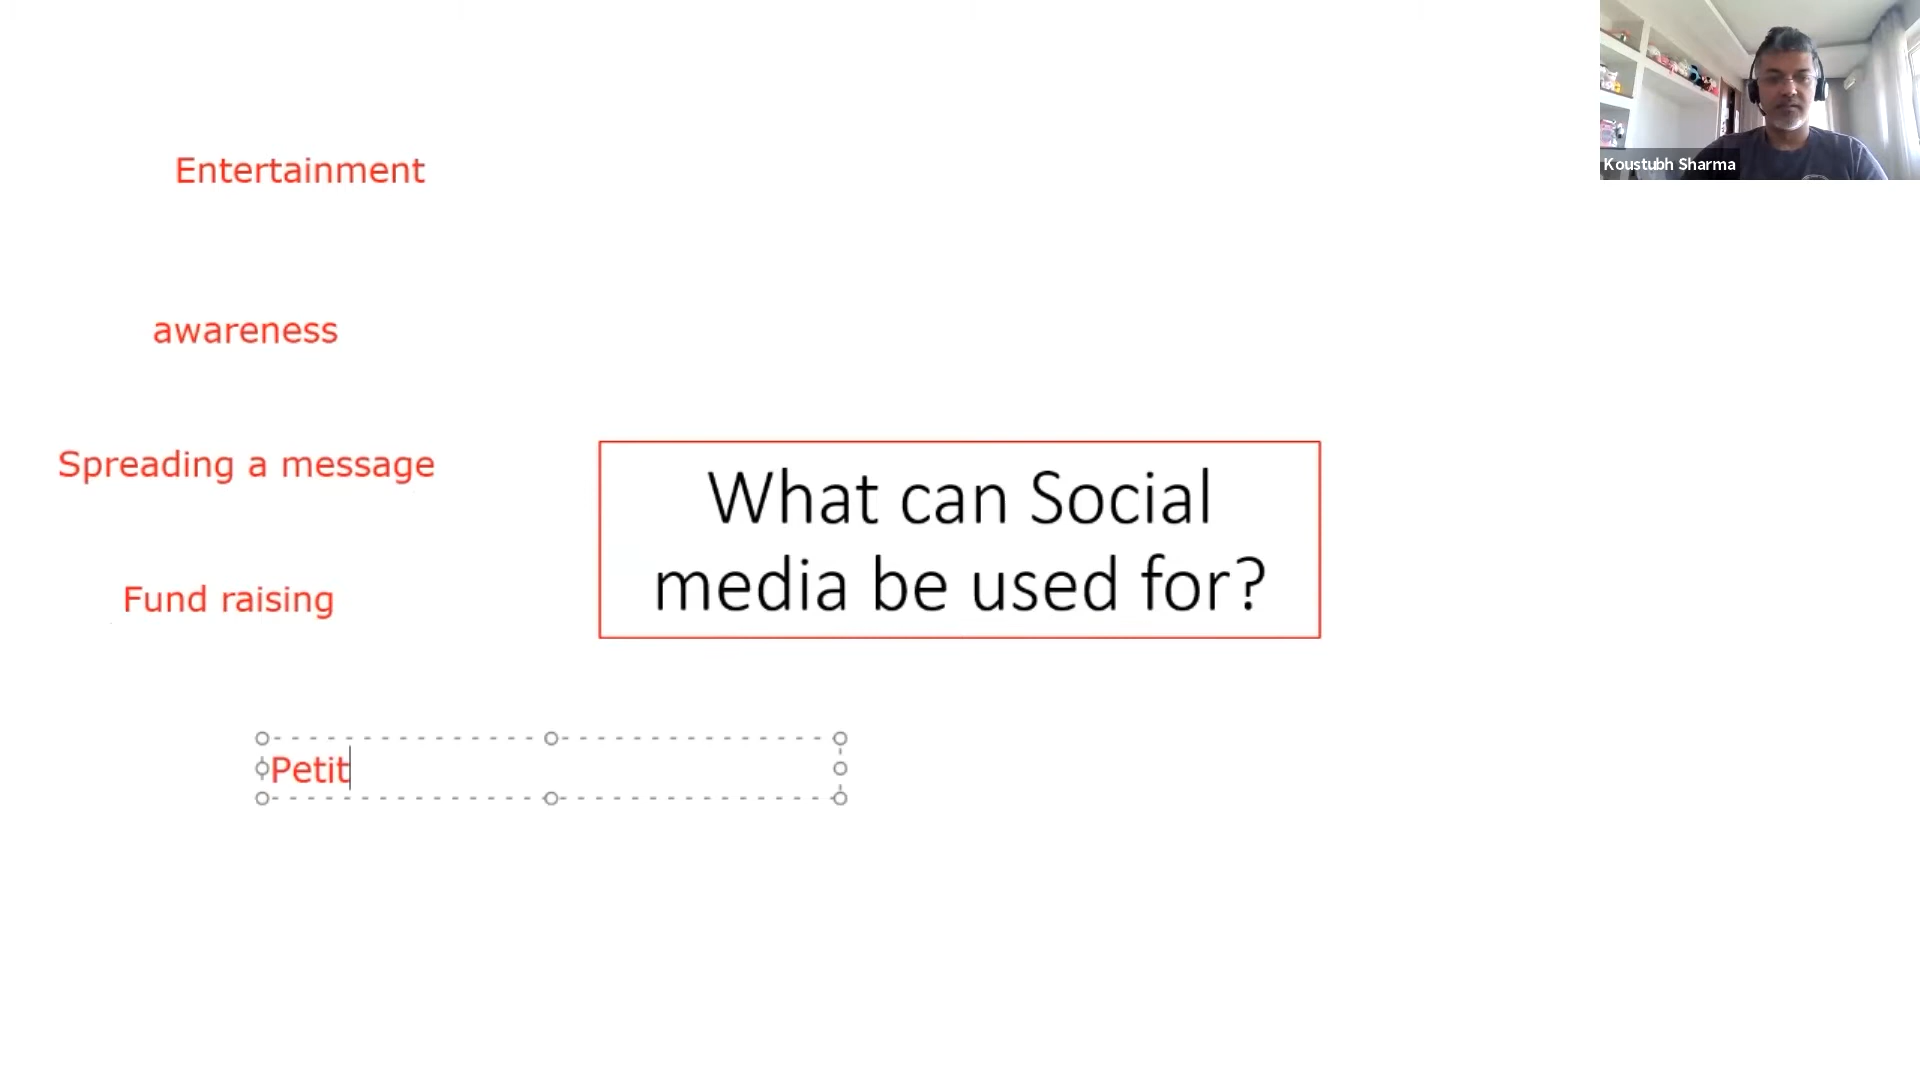 Entertainment
awareness
Spreading a message
Fund raising
What can Social
media be used for?
Petit
Koustubh Sharma